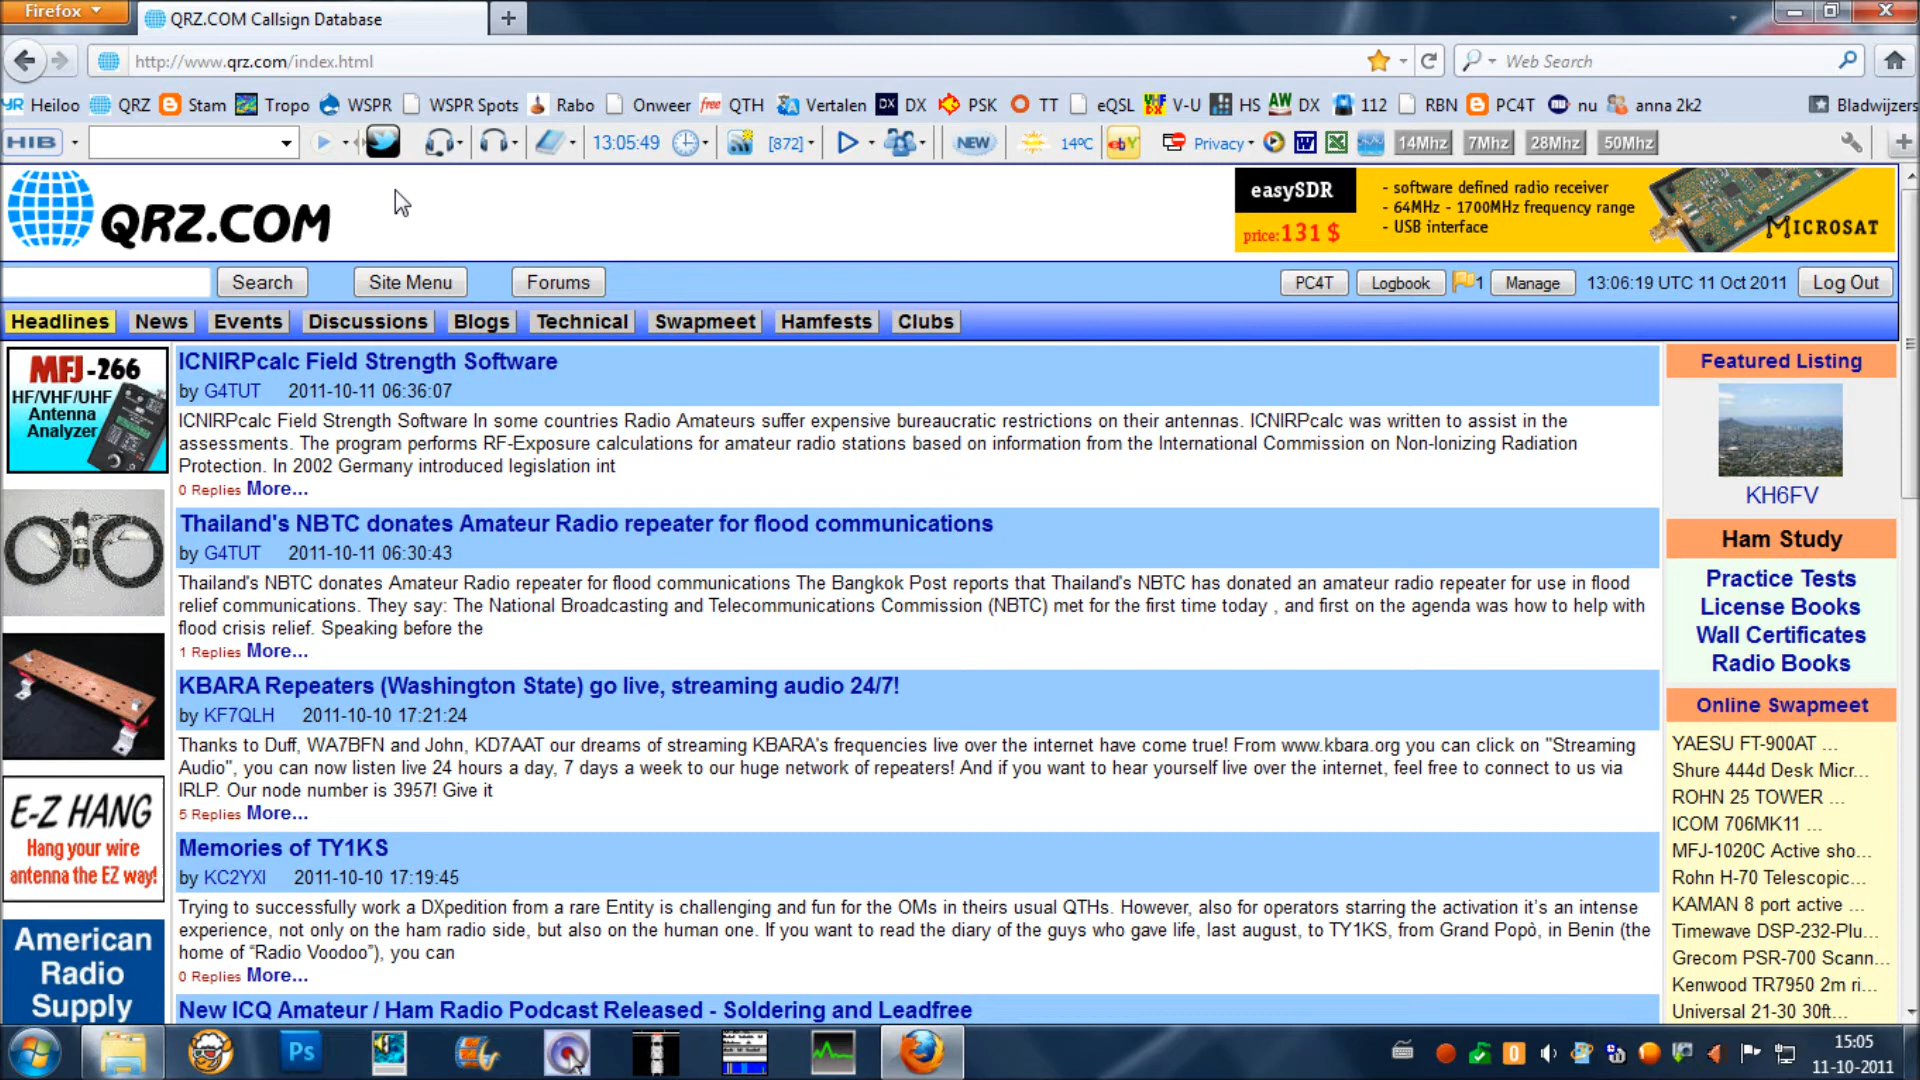 Firefox
QRZ.COM Callsign Database
http://www.qrz.com/index.html
Web Search
Heiloo QRZ Stam Tropo WSPR WSPR Spots Rabo Onweer free QTH Vertalen DX DX PSK TT eQSL V-U HS AW DX 112 RBN PC4T nu anna 2k2 Bladwijzers
HIB 13:05:49 [872] NEW 14ºC ebY Privacy 14Mhz 7Mhz 28Mhz 50Mhz
QRZ.COM
easySDR
price:131 $
- software defined radio receiver
- 64MHz - 1700MHz frequency range
- USB interface
MICROSAT
Search Site Menu Forums PC4T Logbook 1 Manage 13:06:19 UTC 11 Oct 2011 Log Out
Headlines News Events Discussions Blogs Technical Swapmeet Hamfests Clubs
MFJ-266
HF/VHF/UHF
Antenna
Analyzer
E-Z HANG
Hang your wire
antenna the EZ way!
American
Radio
Supply
ICNIRPcalc Field Strength Software
by G4TUT 2011-10-11 06:36:07
ICNIRPcalc Field Strength Software In some countries Radio Amateurs suffer expensive bureaucratic restrictions on their antennas. ICNIRPcalc was written to assist in the
assessments. The program performs RF-Exposure calculations for amateur radio stations based on information from the International Commission on Non-Ionizing Radiation
Protection. In 2002 Germany introduced legislation int
0 Replies More...
Thailand's NBTC donates Amateur Radio repeater for flood communications
by G4TUT 2011-10-11 06:30:43
Thailand's NBTC donates Amateur Radio repeater for flood communications The Bangkok Post reports that Thailand's NBTC has donated an amateur radio repeater for use in flood
relief communications. They say: The National Broadcasting and Telecommunications Commission (NBTC) met for the first time today , and first on the agenda was how to help with
flood crisis relief. Speaking before the
1 Replies More...
KBARA Repeaters (Washington State) go live, streaming audio 24/7!
by KF7QLH 2011-10-10 17:21:24
Thanks to Duff, WA7BFN and John, KD7AAT our dreams of streaming KBARA's frequencies live over the internet have come true! From www.kbara.org you can click on "Streaming
Audio", you can now listen live 24 hours a day, 7 days a week to our huge network of repeaters! And if you want to hear yourself live over the internet, feel free to connect to us via
IRLP. Our node number is 3957! Give it
5 Replies More...
Memories of TY1KS
by KC2YXI 2011-10-10 17:19:45
Trying to successfully work a DXpedition from a rare Entity is challenging and fun for the OMs in theirs usual QTHs. However, also for operators starring the activation it’s an intense
experience, not only on the ham radio side, but also on the human one. If you want to read the diary of the guys who gave life, last august, to TY1KS, from Grand Popò, in Benin (the
home of “Radio Voodoo”), you can
0 Replies More...
New ICQ Amateur / Ham Radio Podcast Released - Soldering and Leadfree
Featured Listing
KH6FV
Ham Study
Practice Tests
License Books
Wall Certificates
Radio Books
Online Swapmeet
YAESU FT-900AT ...
Shure 444d Desk Micr...
ROHN 25 TOWER ...
ICOM 706MK11 ...
MFJ-1020C Active sho...
Rohn H-70 Telescopic...
KAMAN 8 port active ...
Timewave DSP-232-Plu...
Grecom PSR-700 Scann...
Kenwood TR7950 2m ri...
Universal 21-30 30ft...
Ps
15:05
11-10-2011